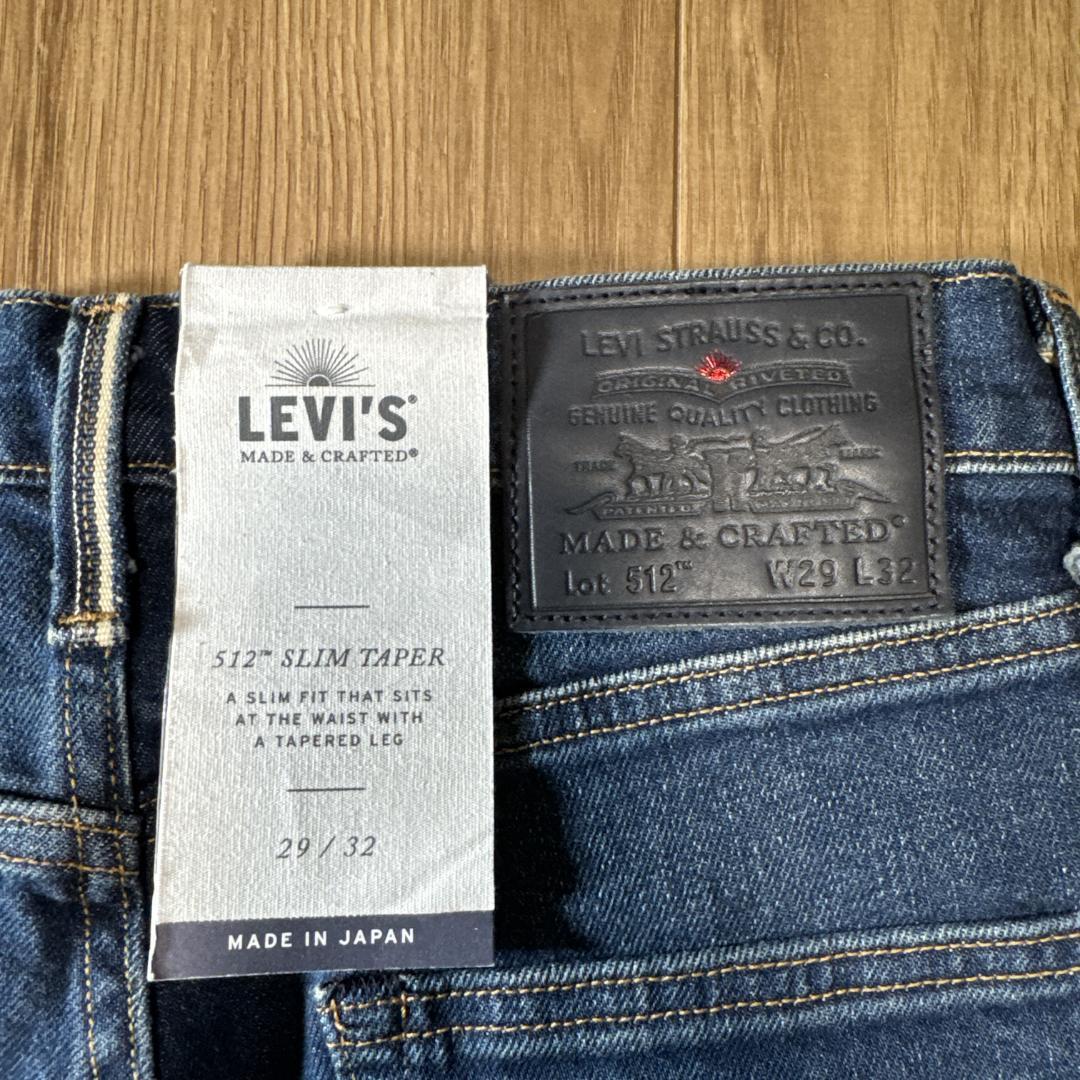 LEVI'S®
MADE & CRAFTED®
512™ SLIM TAPER
A SLIM FIT THAT SITS
AT THE WAIST WITH
A TAPERED LEG
29 / 32
MADE IN JAPAN
LEVI STRAUSS & CO.
ORIGINAL RIVETED
GENUINE QUALITY CLOTHING
TRADE MARK
PATENTED
MADE & CRAFTED®
Lot 512™ W29 L32